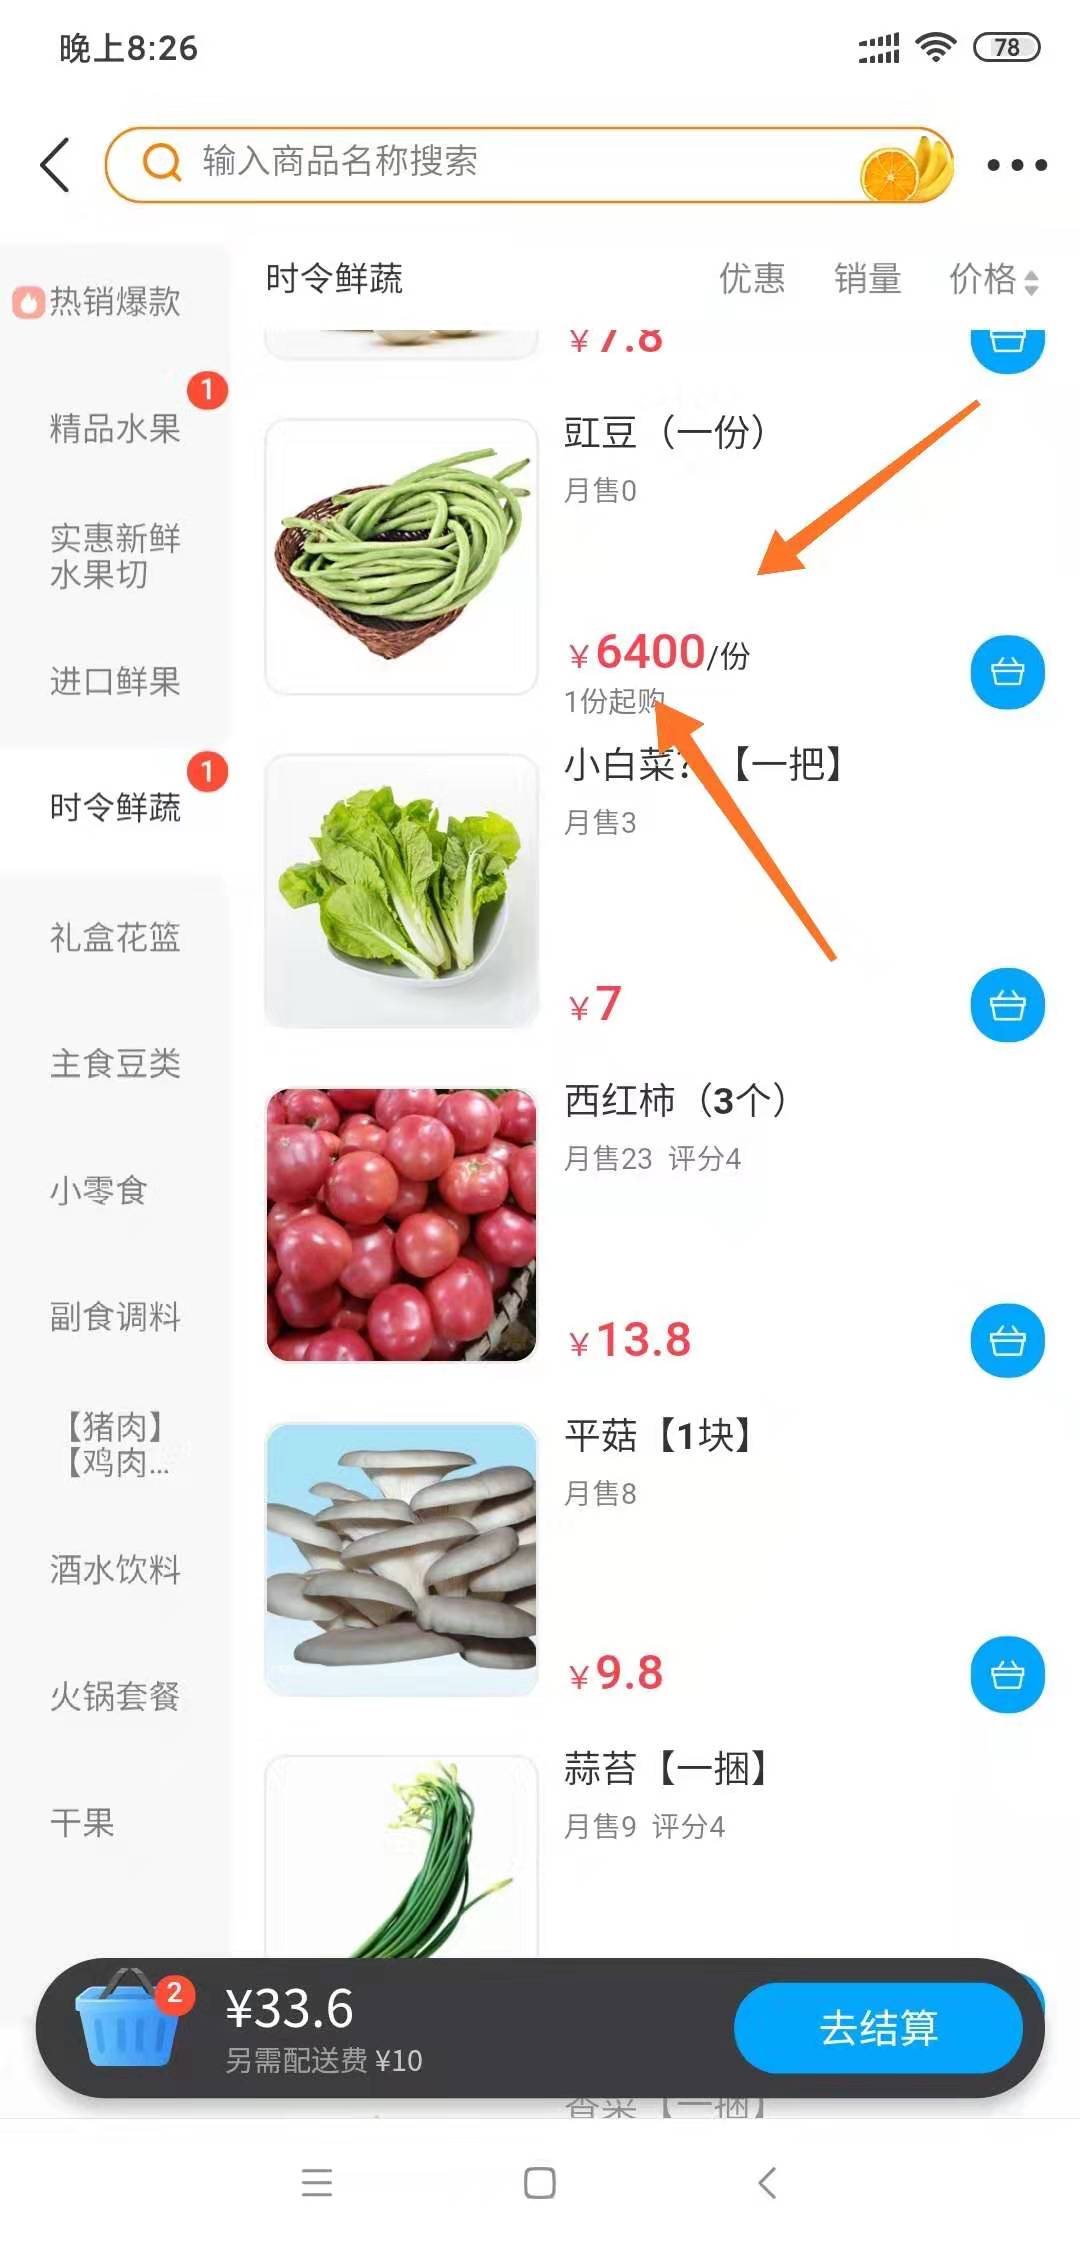 晚上8:26
78
输入商品名称搜索
时令鲜蔬
优惠 销量 价格
热销爆款
1
精品水果
实惠新鲜
水果切
进口鲜果
1
时令鲜蔬
礼盒花篮
主食豆类
小零食
副食调料
【猪肉】
【鸡肉...
酒水饮料
火锅套餐
干果
¥7.8
豇豆（一份）
月售0
¥6400/份
1份起购
小白菜？【一把】
月售3
¥7
西红柿（3个）
月售23 评分4
¥13.8
平菇【1块】
月售8
¥9.8
蒜苔【一捆】
月售9 评分4
2
¥33.6
另需配送费 ¥10
去结算
香菜【一捆】